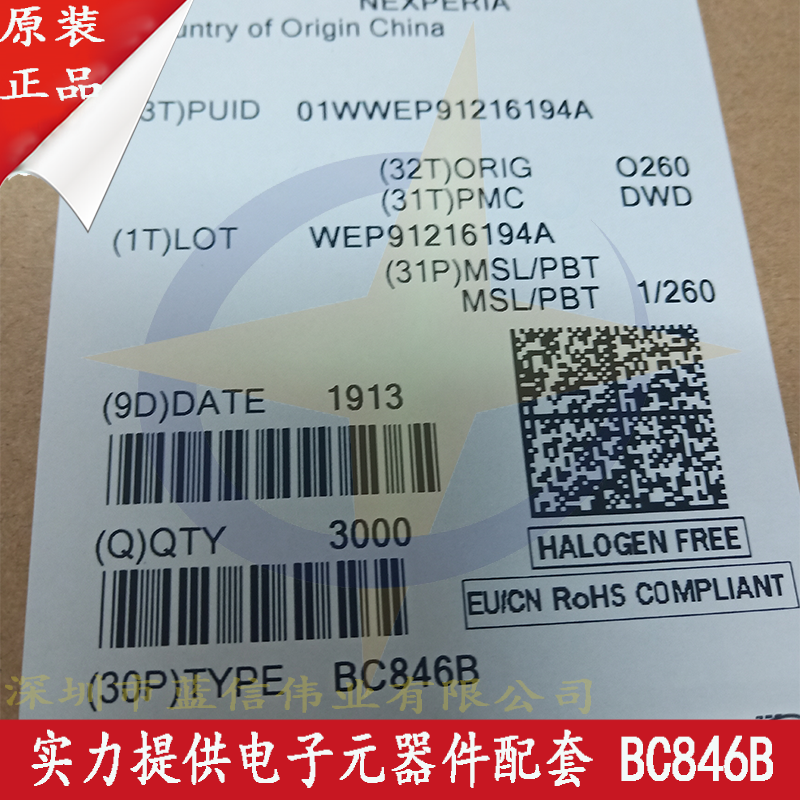 原装
正品
NEXPERIA
untry of Origin China
3T)PUID 01WWEP91216194A
(32T)ORIG O260
(31T)PMC DWD
(1T)LOT WEP91216194A
(31P)MSL/PBT
MSL/PBT 1/260
(9D)DATE 1913
(Q)QTY 3000
HALOGEN FREE
EU/CN RoHS COMPLIANT
(30P)TYPE BC846B
深圳市蓝信伟业有限公司
实力提供电子元器件配套 BC846B